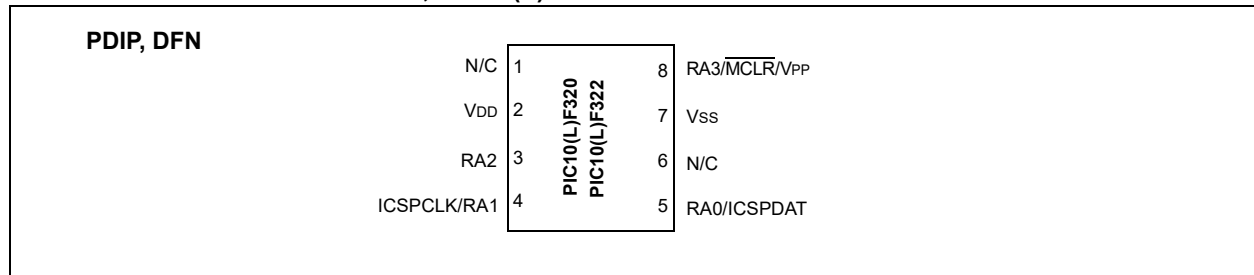 PDIP, DFN
N/C 1
VDD 2
RA2 3
ICSPCLK/RA1 4
PIC10(L)F320
PIC10(L)F322
8 RA3/MCLR/VPP
7 VSS
6 N/C
5 RA0/ICSPDAT